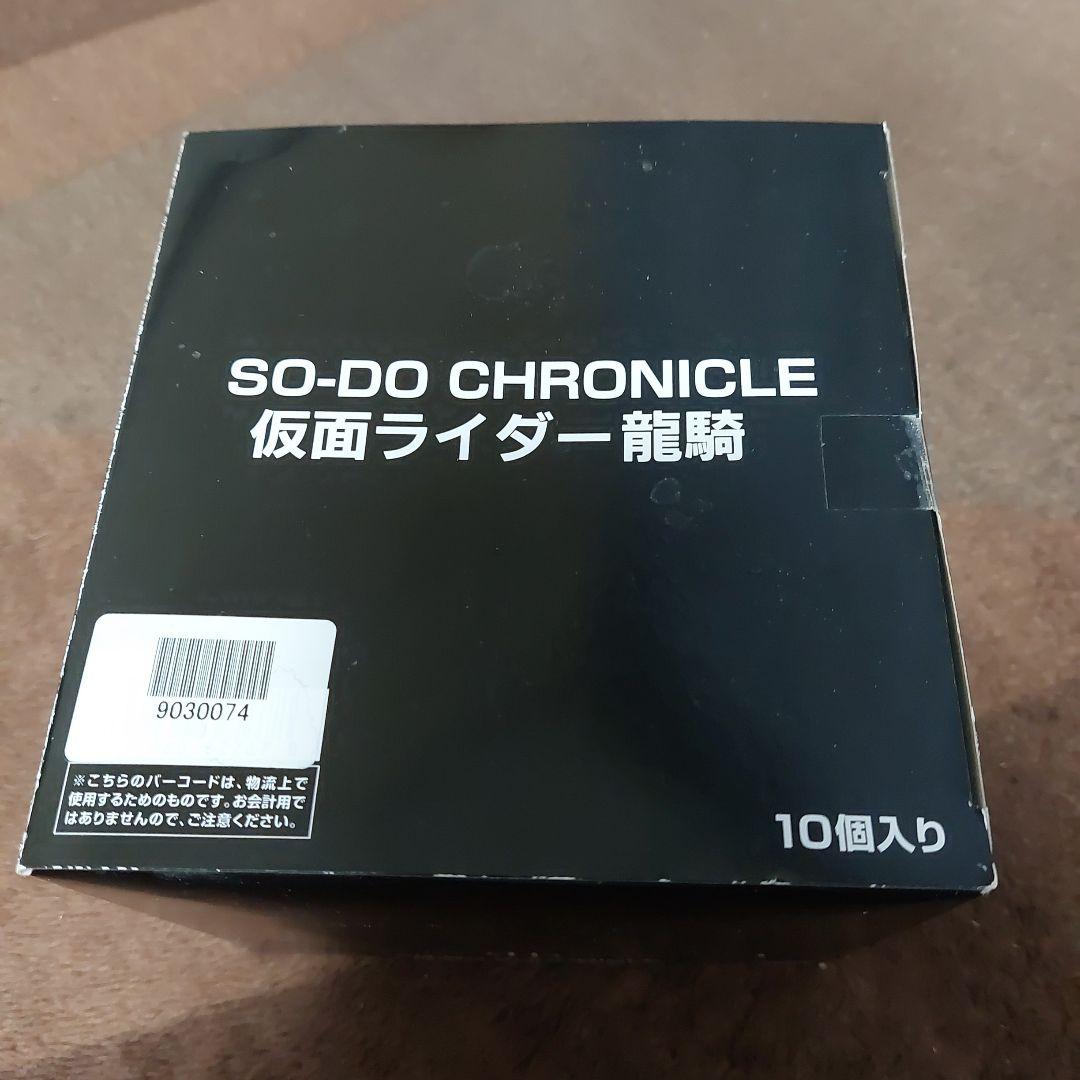 SO-DO CHRONICLE
仮面ライダー龍騎
9030074
※こちらのバーコードは、物流上で
使用するためのものです。お会計用で
はありませんので、ご注意ください。
10個入り